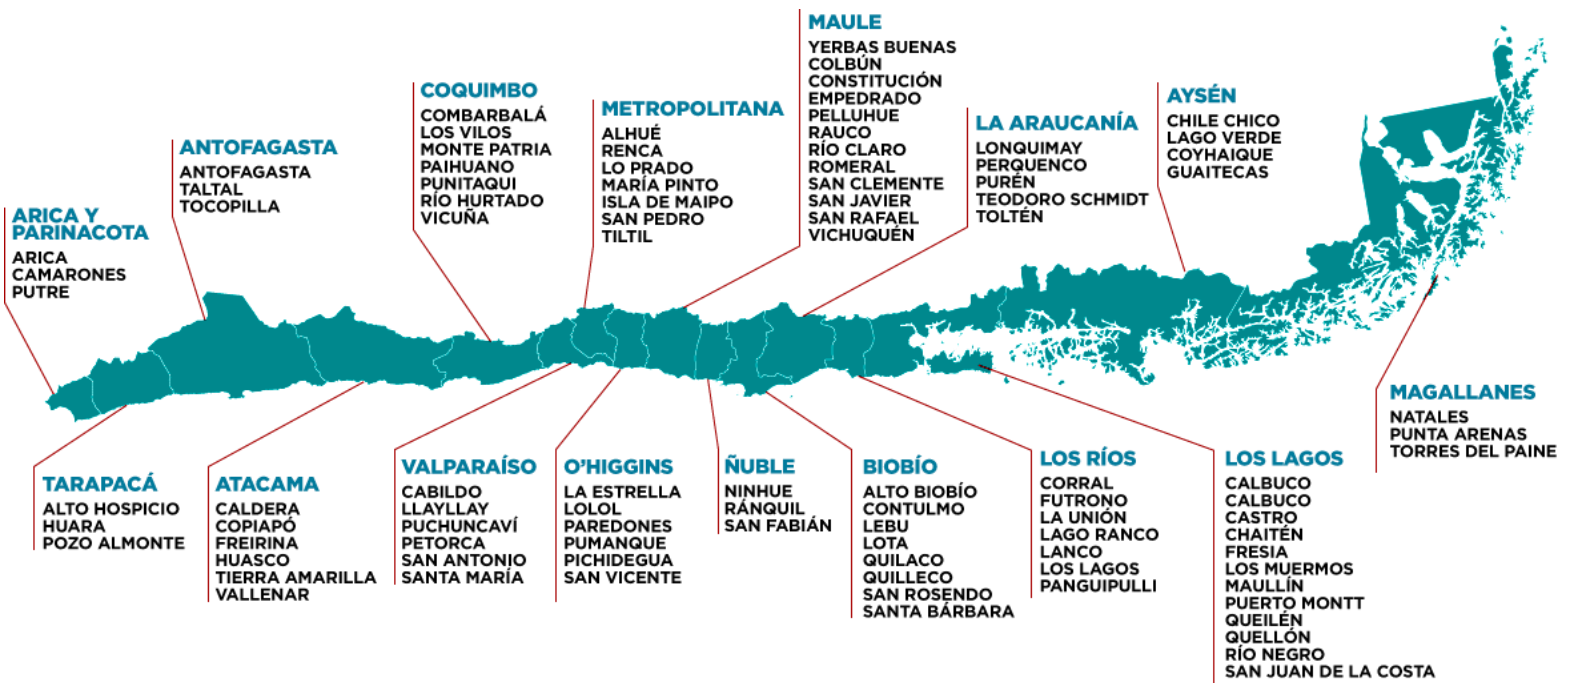 ARICA Y
PARINACOTA
ARICA
CAMARONES
PUTRE
TARAPACÁ
ALTO HOSPICIO
HUARA
POZO ALMONTE
ANTOFAGASTA
ANTOFAGASTA
TALTAL
TOCOPILLA
ATACAMA
CALDERA
COPIAPÓ
FREIRINA
HUASCO
TIERRA AMARILLA
VALLENAR
COQUIMBO
COMBARBALÁ
LOS VILOS
MONTE PATRIA
PAIHUANO
PUNITAQUI
RÍO HURTADO
VICUÑA
VALPARAÍSO
CABILDO
LLAYLLAY
PUCHUNCAVÍ
PETORCA
SAN ANTONIO
SANTA MARÍA
METROPOLITANA
ALHUÉ
RENCA
LO PRADO
MARÍA PINTO
ISLA DE MAIPO
SAN PEDRO
TILTIL
O'HIGGINS
LA ESTRELLA
LOLOL
PAREDONES
PUMANQUE
PICHIDEGUA
SAN VICENTE
MAULE
YERBAS BUENAS
COLBÚN
CONSTITUCIÓN
EMPEDRADO
PELLUHUE
RAUCO
RÍO CLARO
ROMERAL
SAN CLEMENTE
SAN JAVIER
SAN RAFAEL
VICHUQUÉN
ÑUBLE
NINHUE
RÁNQUIL
SAN FABIÁN
BIOBÍO
ALTO BIOBÍO
CONTULMO
LEBU
LOTA
QUILACO
QUILLECO
SAN ROSENDO
SANTA BÁRBARA
LA ARAUCANÍA
LONQUIMAY
PERQUENCO
PURÉN
TEODORO SCHMIDT
TOLTÉN
LOS RÍOS
CORRAL
FUTRONO
LA UNIÓN
LAGO RANCO
LANCO
LOS LAGOS
PANGUIPULLI
LOS LAGOS
CALBUCO
CALBUCO
CASTRO
CHAITÉN
FRESIA
LOS MUERMOS
MAULLÍN
PUERTO MONTT
QUEILÉN
QUELLÓN
RÍO NEGRO
SAN JUAN DE LA COSTA
AYSÉN
CHILE CHICO
LAGO VERDE
COYHAIQUE
GUAITECAS
MAGALLANES
NATALES
PUNTA ARENAS
TORRES DEL PAINE